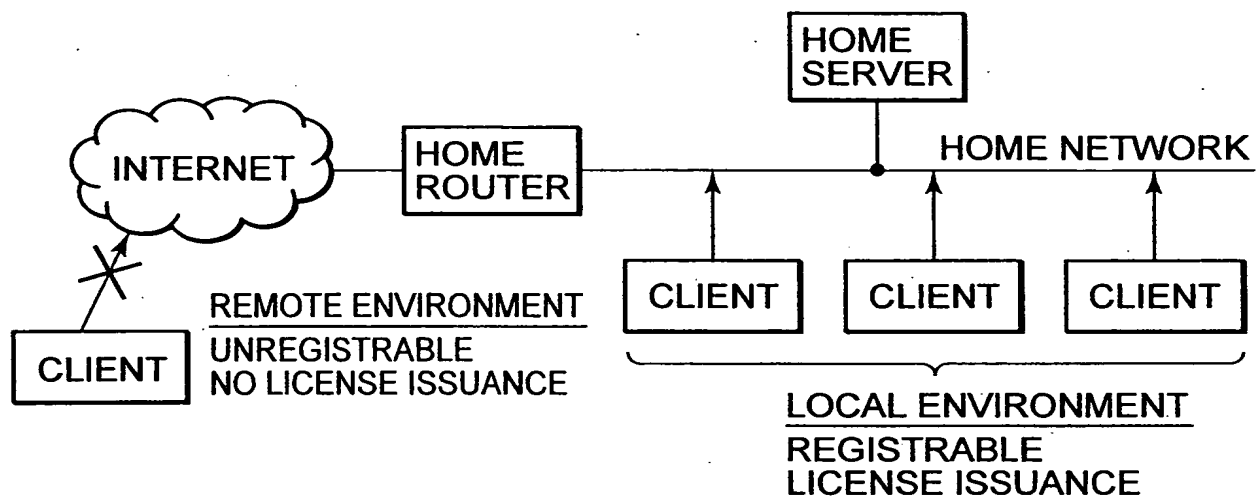 HOME
SERVER
INTERNET
HOME
ROUTER
HOME NETWORK
CLIENT
CLIENT
CLIENT
REMOTE ENVIRONMENT
UNREGISTRABLE
NO LICENSE ISSUANCE
CLIENT
LOCAL ENVIRONMENT
REGISTRABLE
LICENSE ISSUANCE